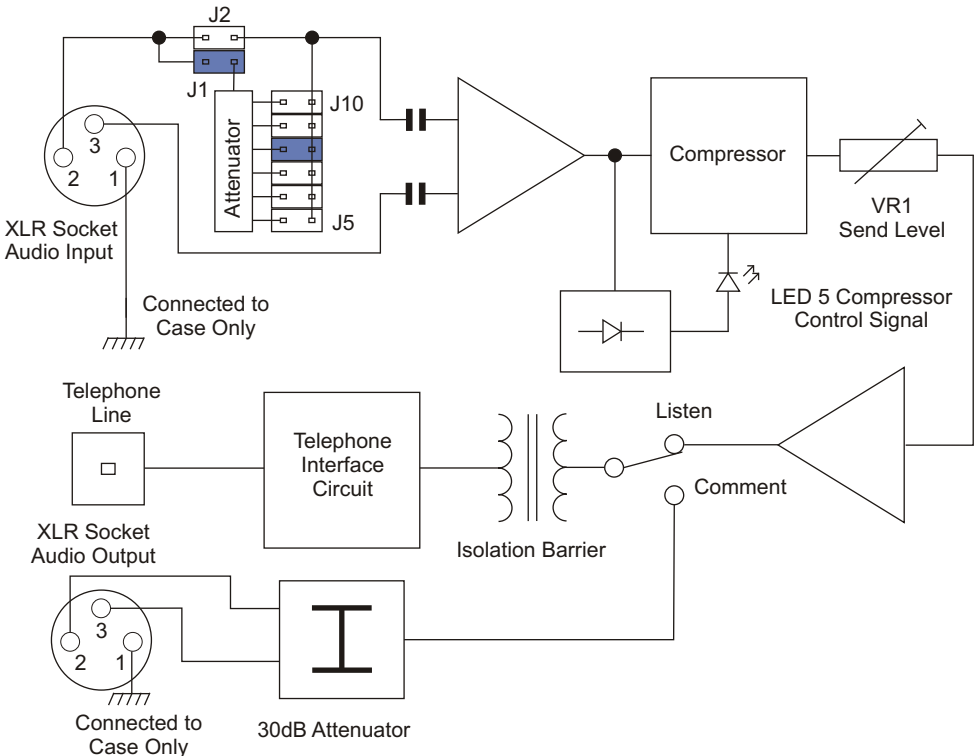 J2
J1
J10
Attenuator
J5
3
2
1
XLR Socket
Audio Input
Connected to
Case Only
Compressor
VR1
Send Level
LED 5 Compressor
Control Signal
Telephone
Line
Telephone
Interface
Circuit
Listen
Comment
Isolation Barrier
XLR Socket
Audio Output
3
2
1
Connected to
Case Only
30dB Attenuator